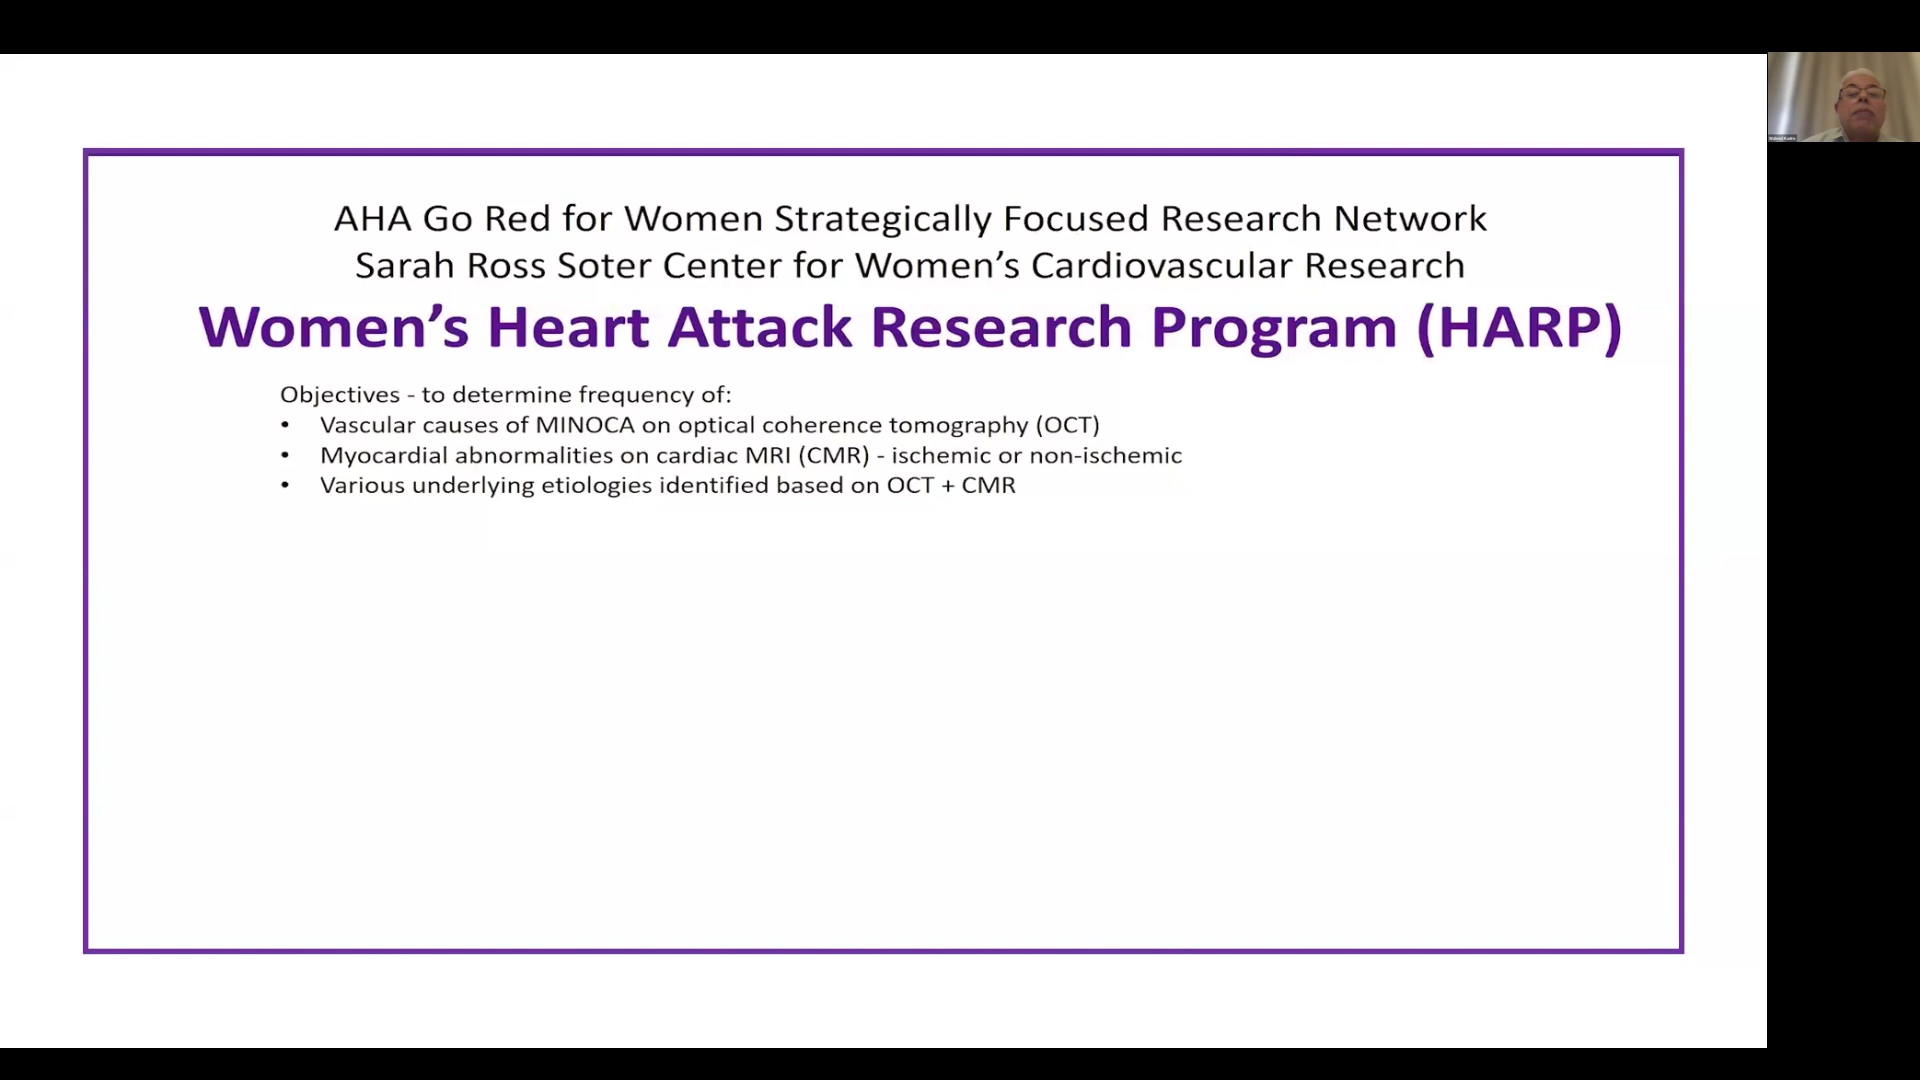 AHA Go Red for Women Strategically Focused Research Network
Sarah Ross Soter Center for Women’s Cardiovascular Research
Women’s Heart Attack Research Program (HARP)
Objectives - to determine frequency of:
• Vascular causes of MINOCA on optical coherence tomography (OCT)
• Myocardial abnormalities on cardiac MRI (CMR) - ischemic or non-ischemic
• Various underlying etiologies identified based on OCT + CMR